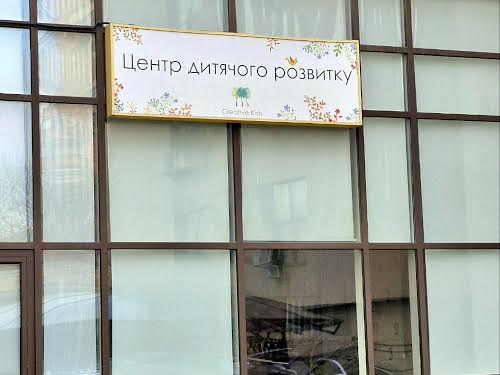 Центр дитячого розвитку
Creative Kids